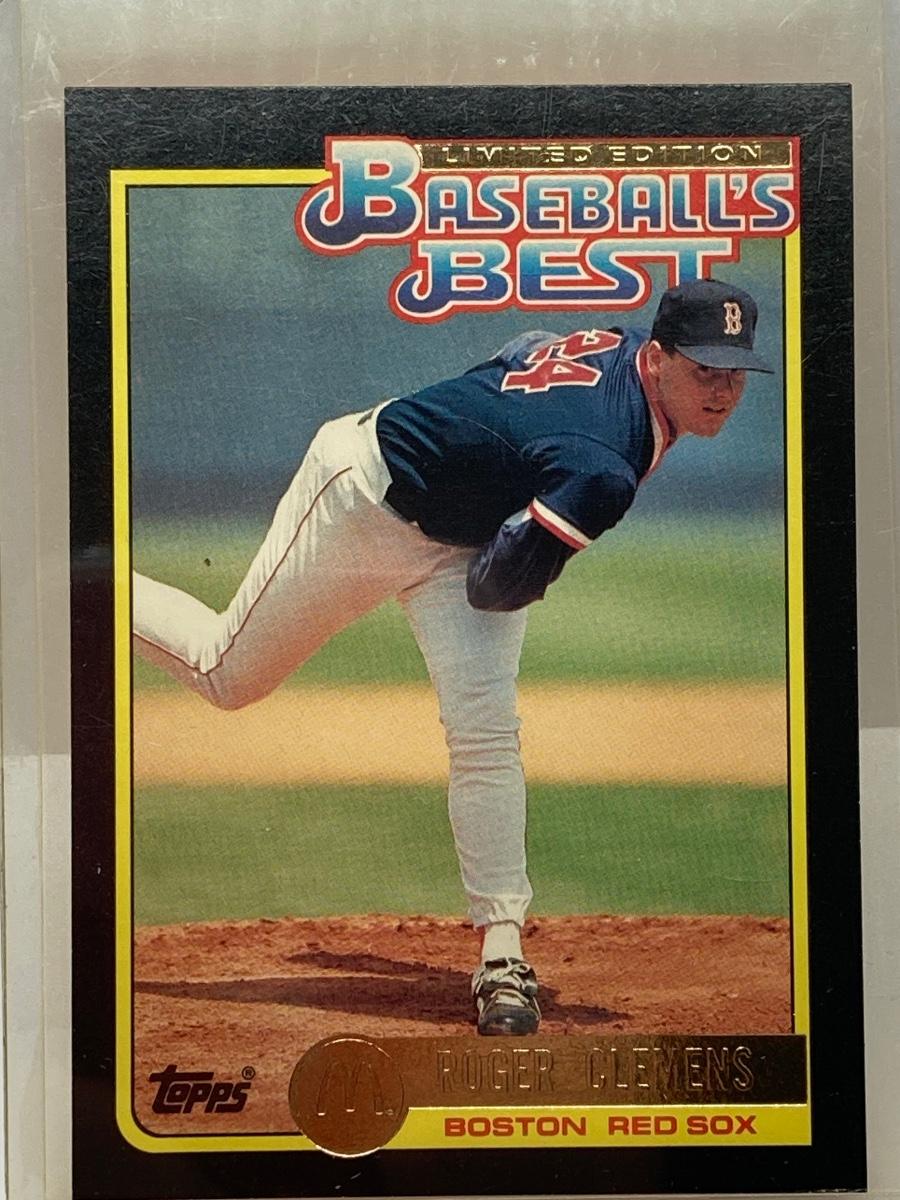 LIMITED EDITION
BASEBALL'S
BEST
B
24
ROGER CLEMENS
topps®
M
BOSTON RED SOX